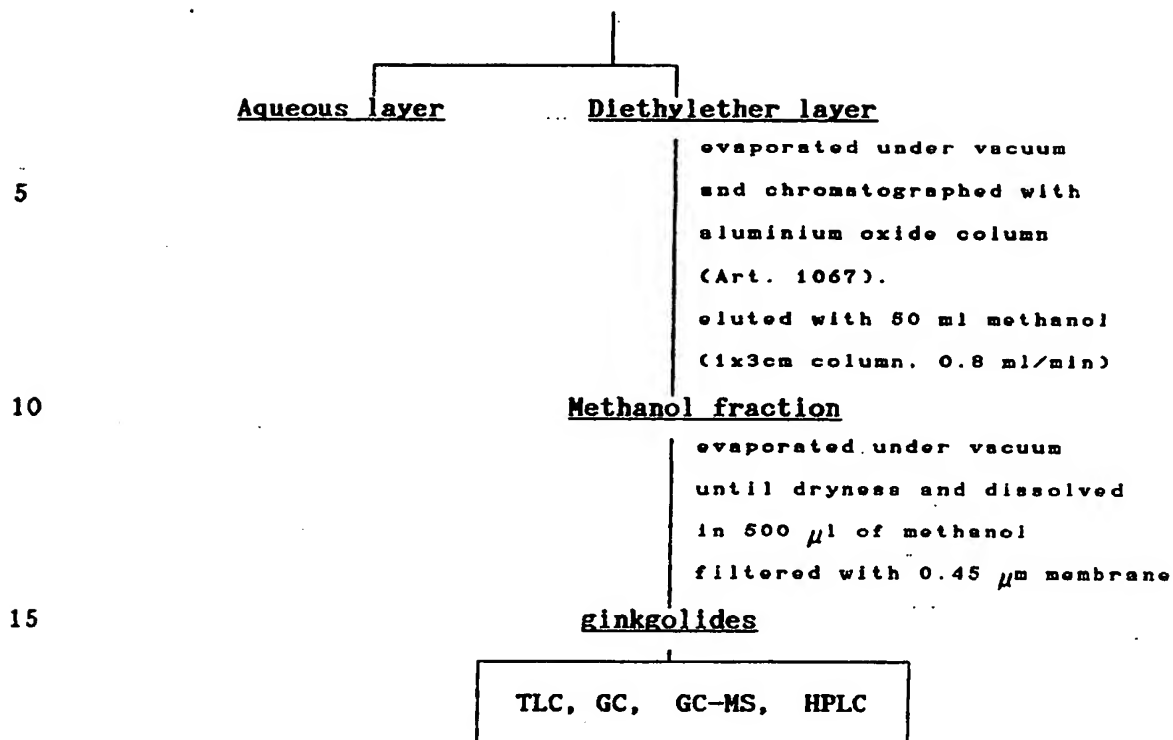 Aqueous layer ... Diethylether layer
evaporated under vacuum
5 and chromatographed with
aluminium oxide column
(Art. 1067).
eluted with 50 ml methanol
(1x3cm column, 0.8 ml/min)
10 Methanol fraction
evaporated under vacuum
until dryness and dissolved
in 500 μl of methanol
filtered with 0.45 μm membrane
15 ginkgolides
TLC, GC, GC-MS, HPLC